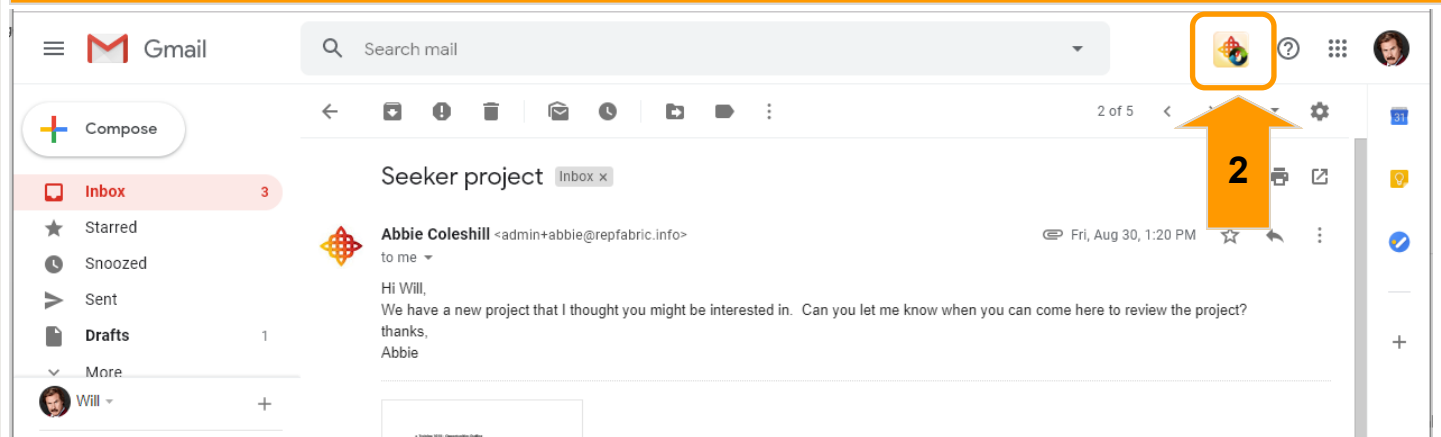 Gmail
Search mail
Compose
2 of 5
31
2
Seeker project Inbox x
Inbox 3
Starred
Snoozed
Sent
Drafts 1
More
Will
Abbie Coleshill <admin+abbie@repfabric.info>
Fri, Aug 30, 1:20 PM
to me
Hi Will,
We have a new project that I thought you might be interested in. Can you let me know when you can come here to review the project?
thanks,
Abbie